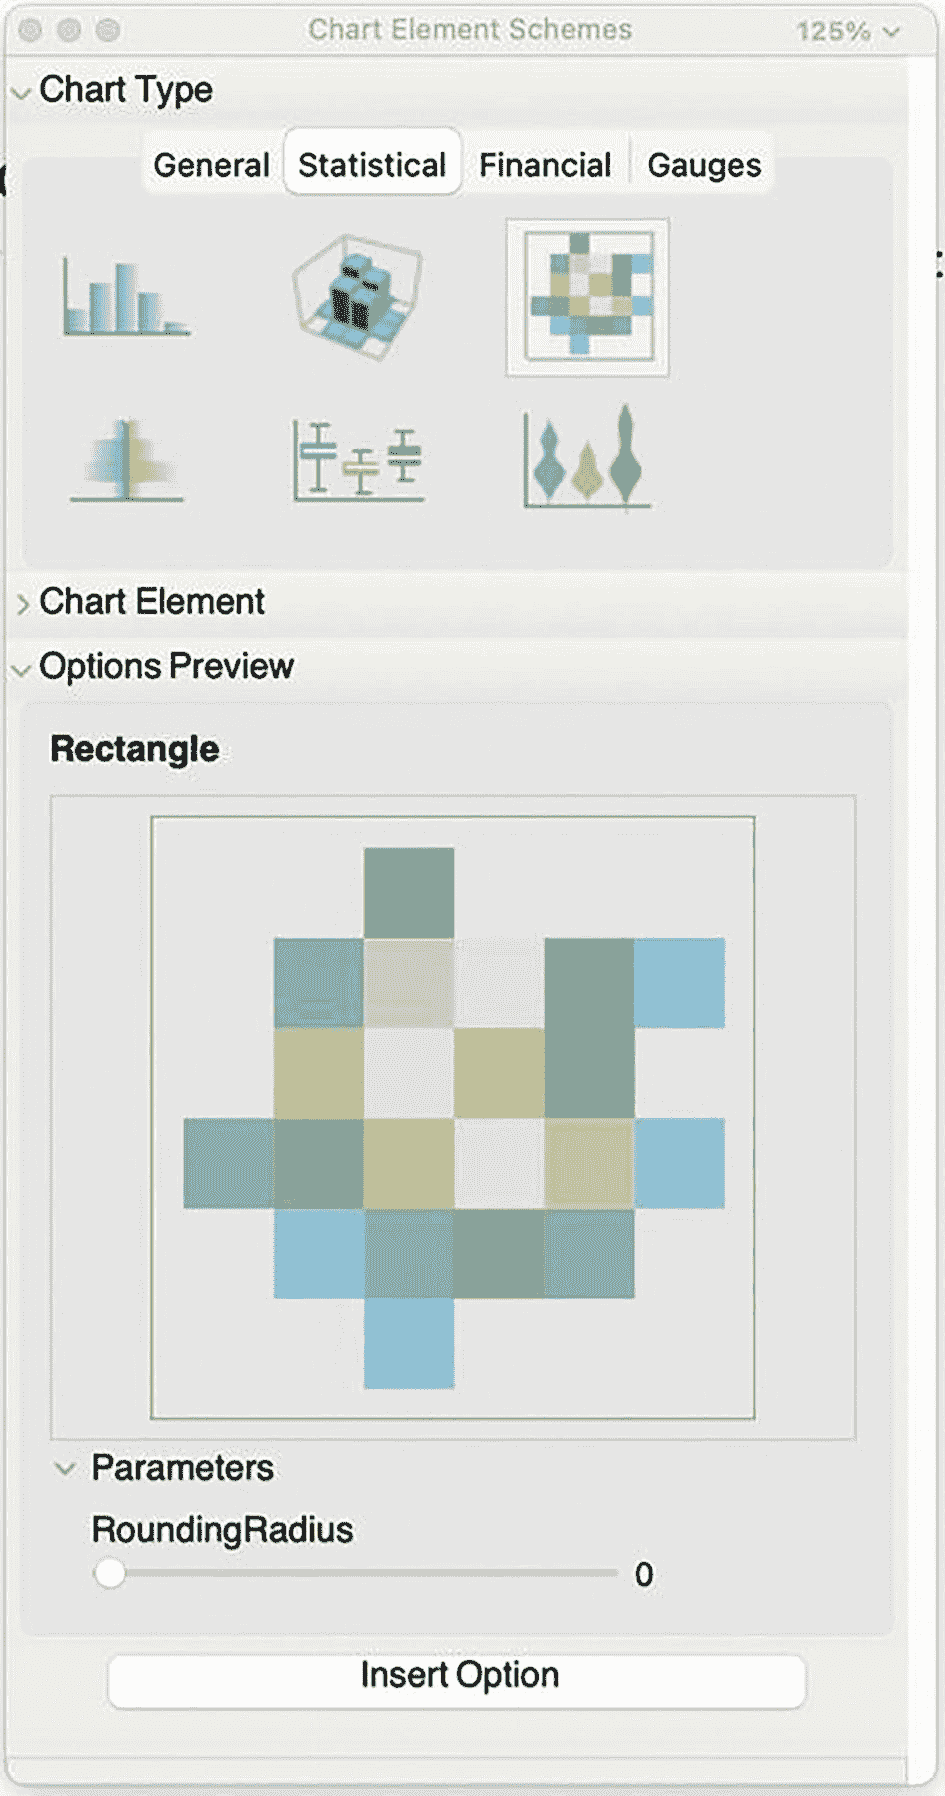 Chart Element Schemes 125%
Chart Type
General Statistical Financial Gauges
Chart Element
Options Preview
Rectangle
Parameters
RoundingRadius
0
Insert Option